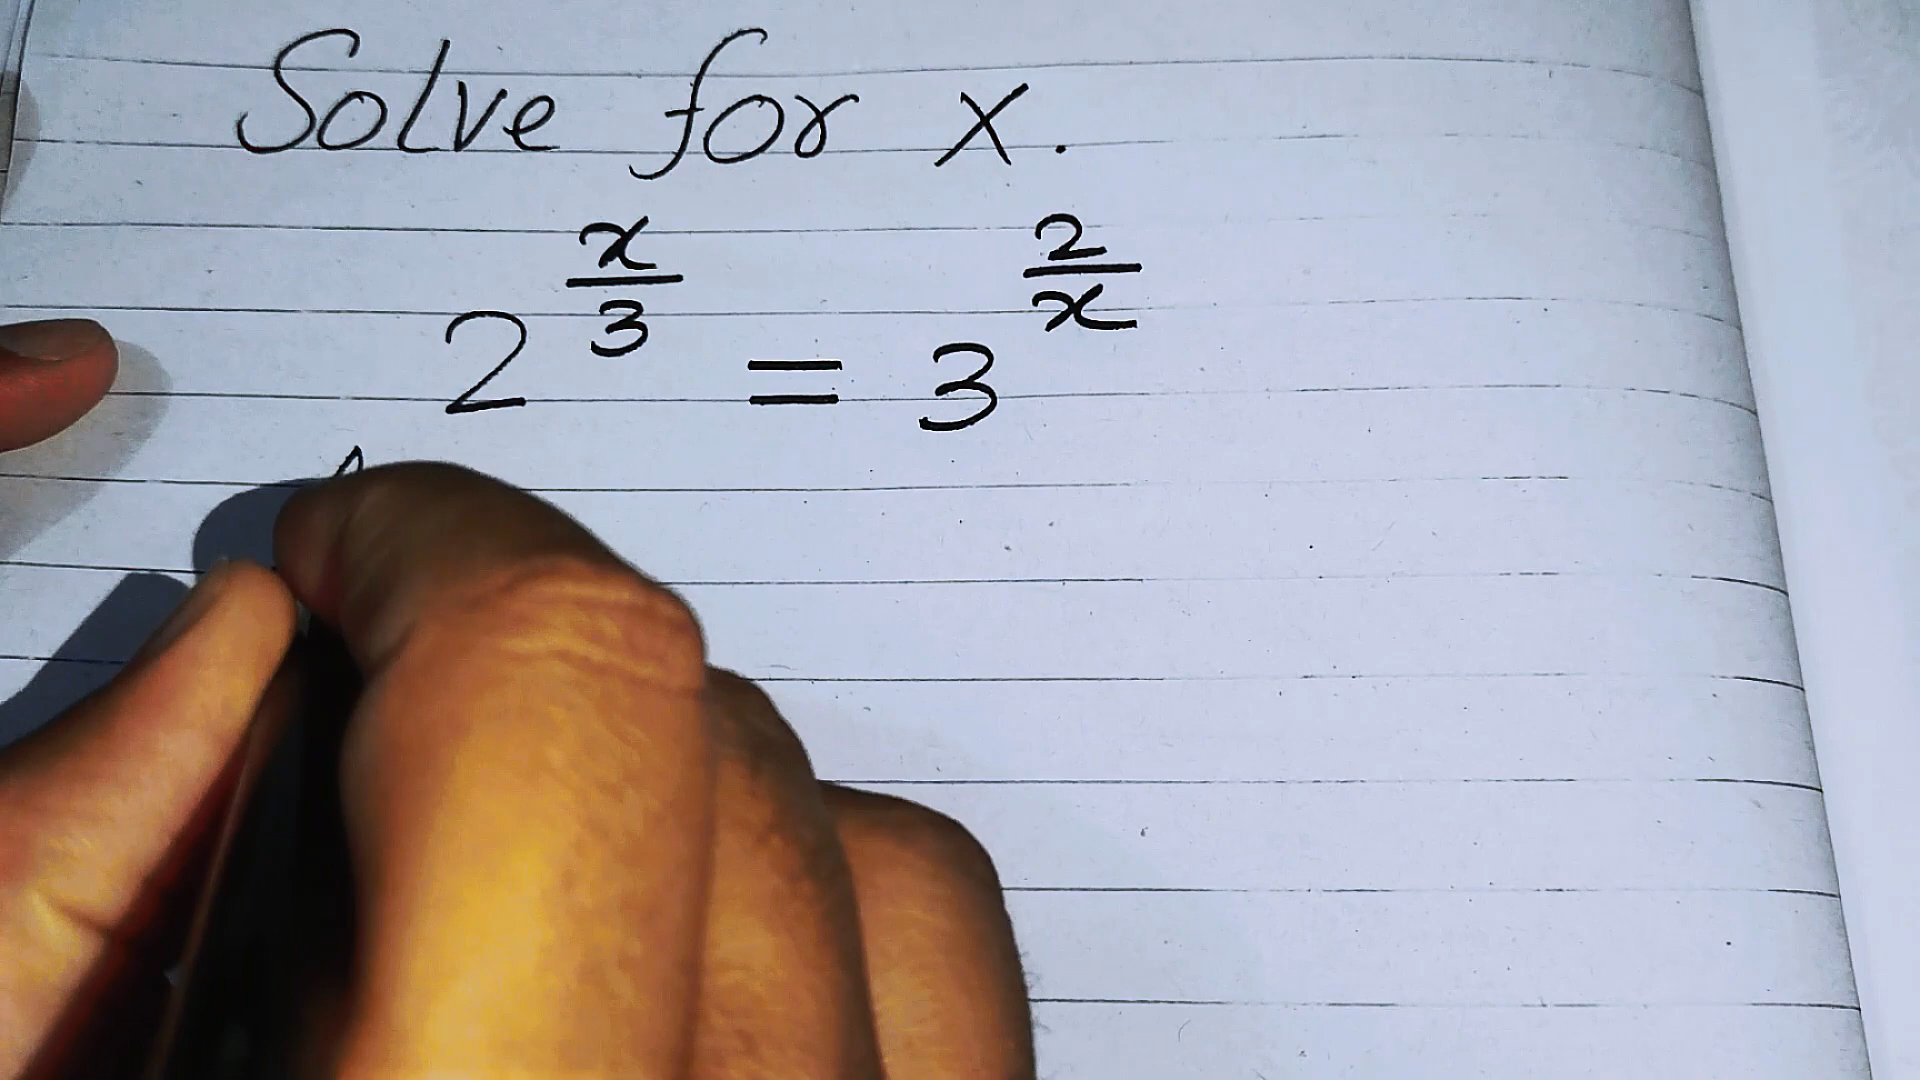 Solve for x.
2^(x/3) = 3^(2/x)